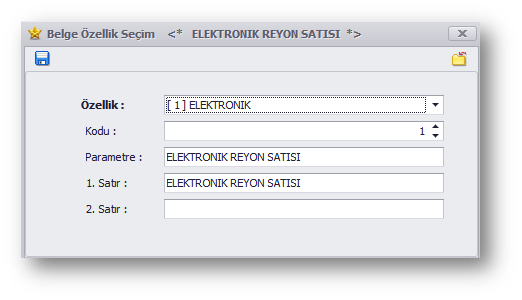 Belge Özellik Seçim <* ELEKTRONIK REYON SATISI *>
Özellik : [ 1 ] ELEKTRONIK
Kodu : 1
Parametre : ELEKTRONIK REYON SATISI
1. Satır : ELEKTRONIK REYON SATISI
2. Satır :